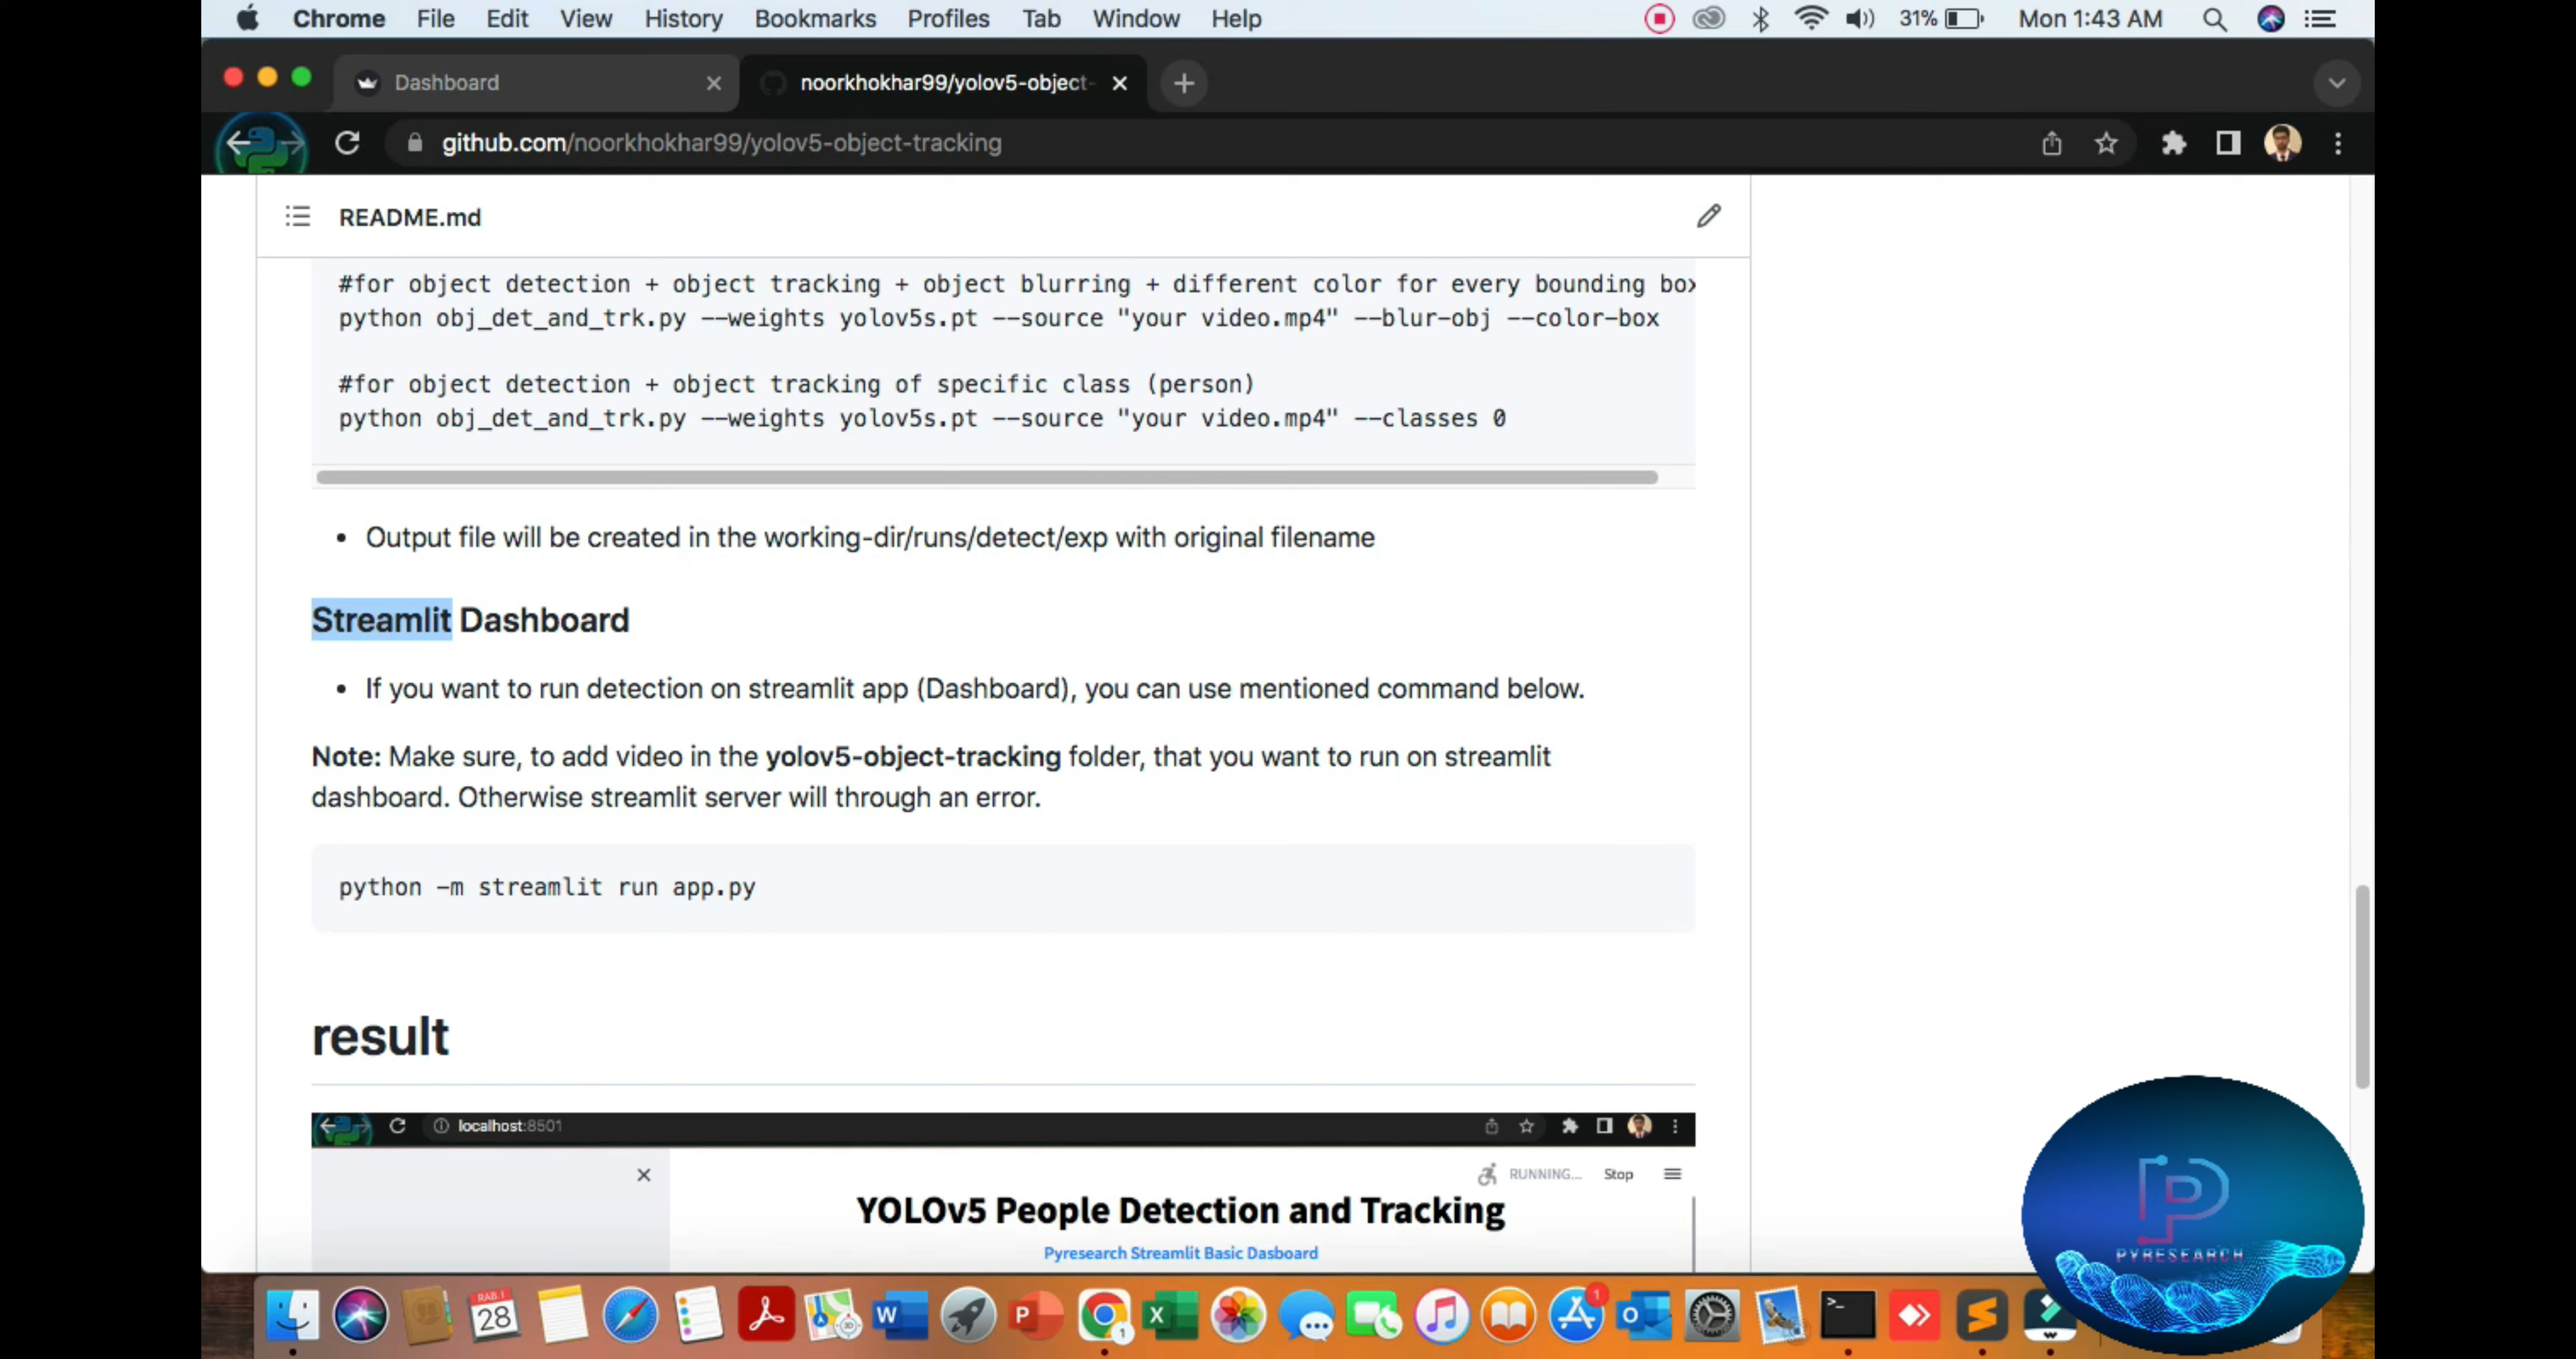 Chrome File Edit View History Bookmarks Profiles Tab Window Help 31% Mon 1:43 AM
Dashboard noorkhokhar99/yolov5-object-
github.com/noorkhokhar99/yolov5-object-tracking
README.md
#for object detection + object tracking + object blurring + different color for every bounding box
python obj_det_and_trk.py --weights yolov5s.pt --source "your video.mp4" --blur-obj --color-box
#for object detection + object tracking of specific class (person)
python obj_det_and_trk.py --weights yolov5s.pt --source "your video.mp4" --classes 0
• Output file will be created in the working-dir/runs/detect/exp with original filename
Streamlit Dashboard
• If you want to run detection on streamlit app (Dashboard), you can use mentioned command below.
Note: Make sure, to add video in the yolov5-object-tracking folder, that you want to run on streamlit
dashboard. Otherwise streamlit server will through an error.
python -m streamlit run app.py
result
localhost:8501
RUNNING... Stop
YOLOv5 People Detection and Tracking
Pyresearch Streamlit Basic Dasboard
PYRESEARCH
RAB. I
28
W
P
1
X
1
O
>_